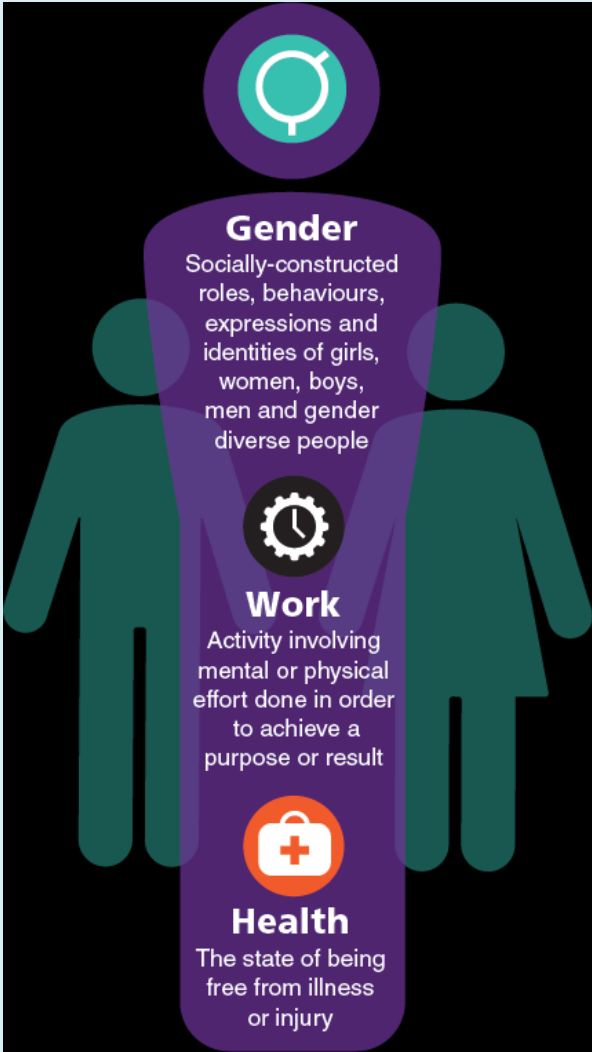 Gender
Socially-constructed
roles, behaviours,
expressions and
identities of girls,
women, boys,
men and gender
diverse people
Work
Activity involving
mental or physical
effort done in order
to achieve a
purpose or result
Health
The state of being
free from illness
or injury